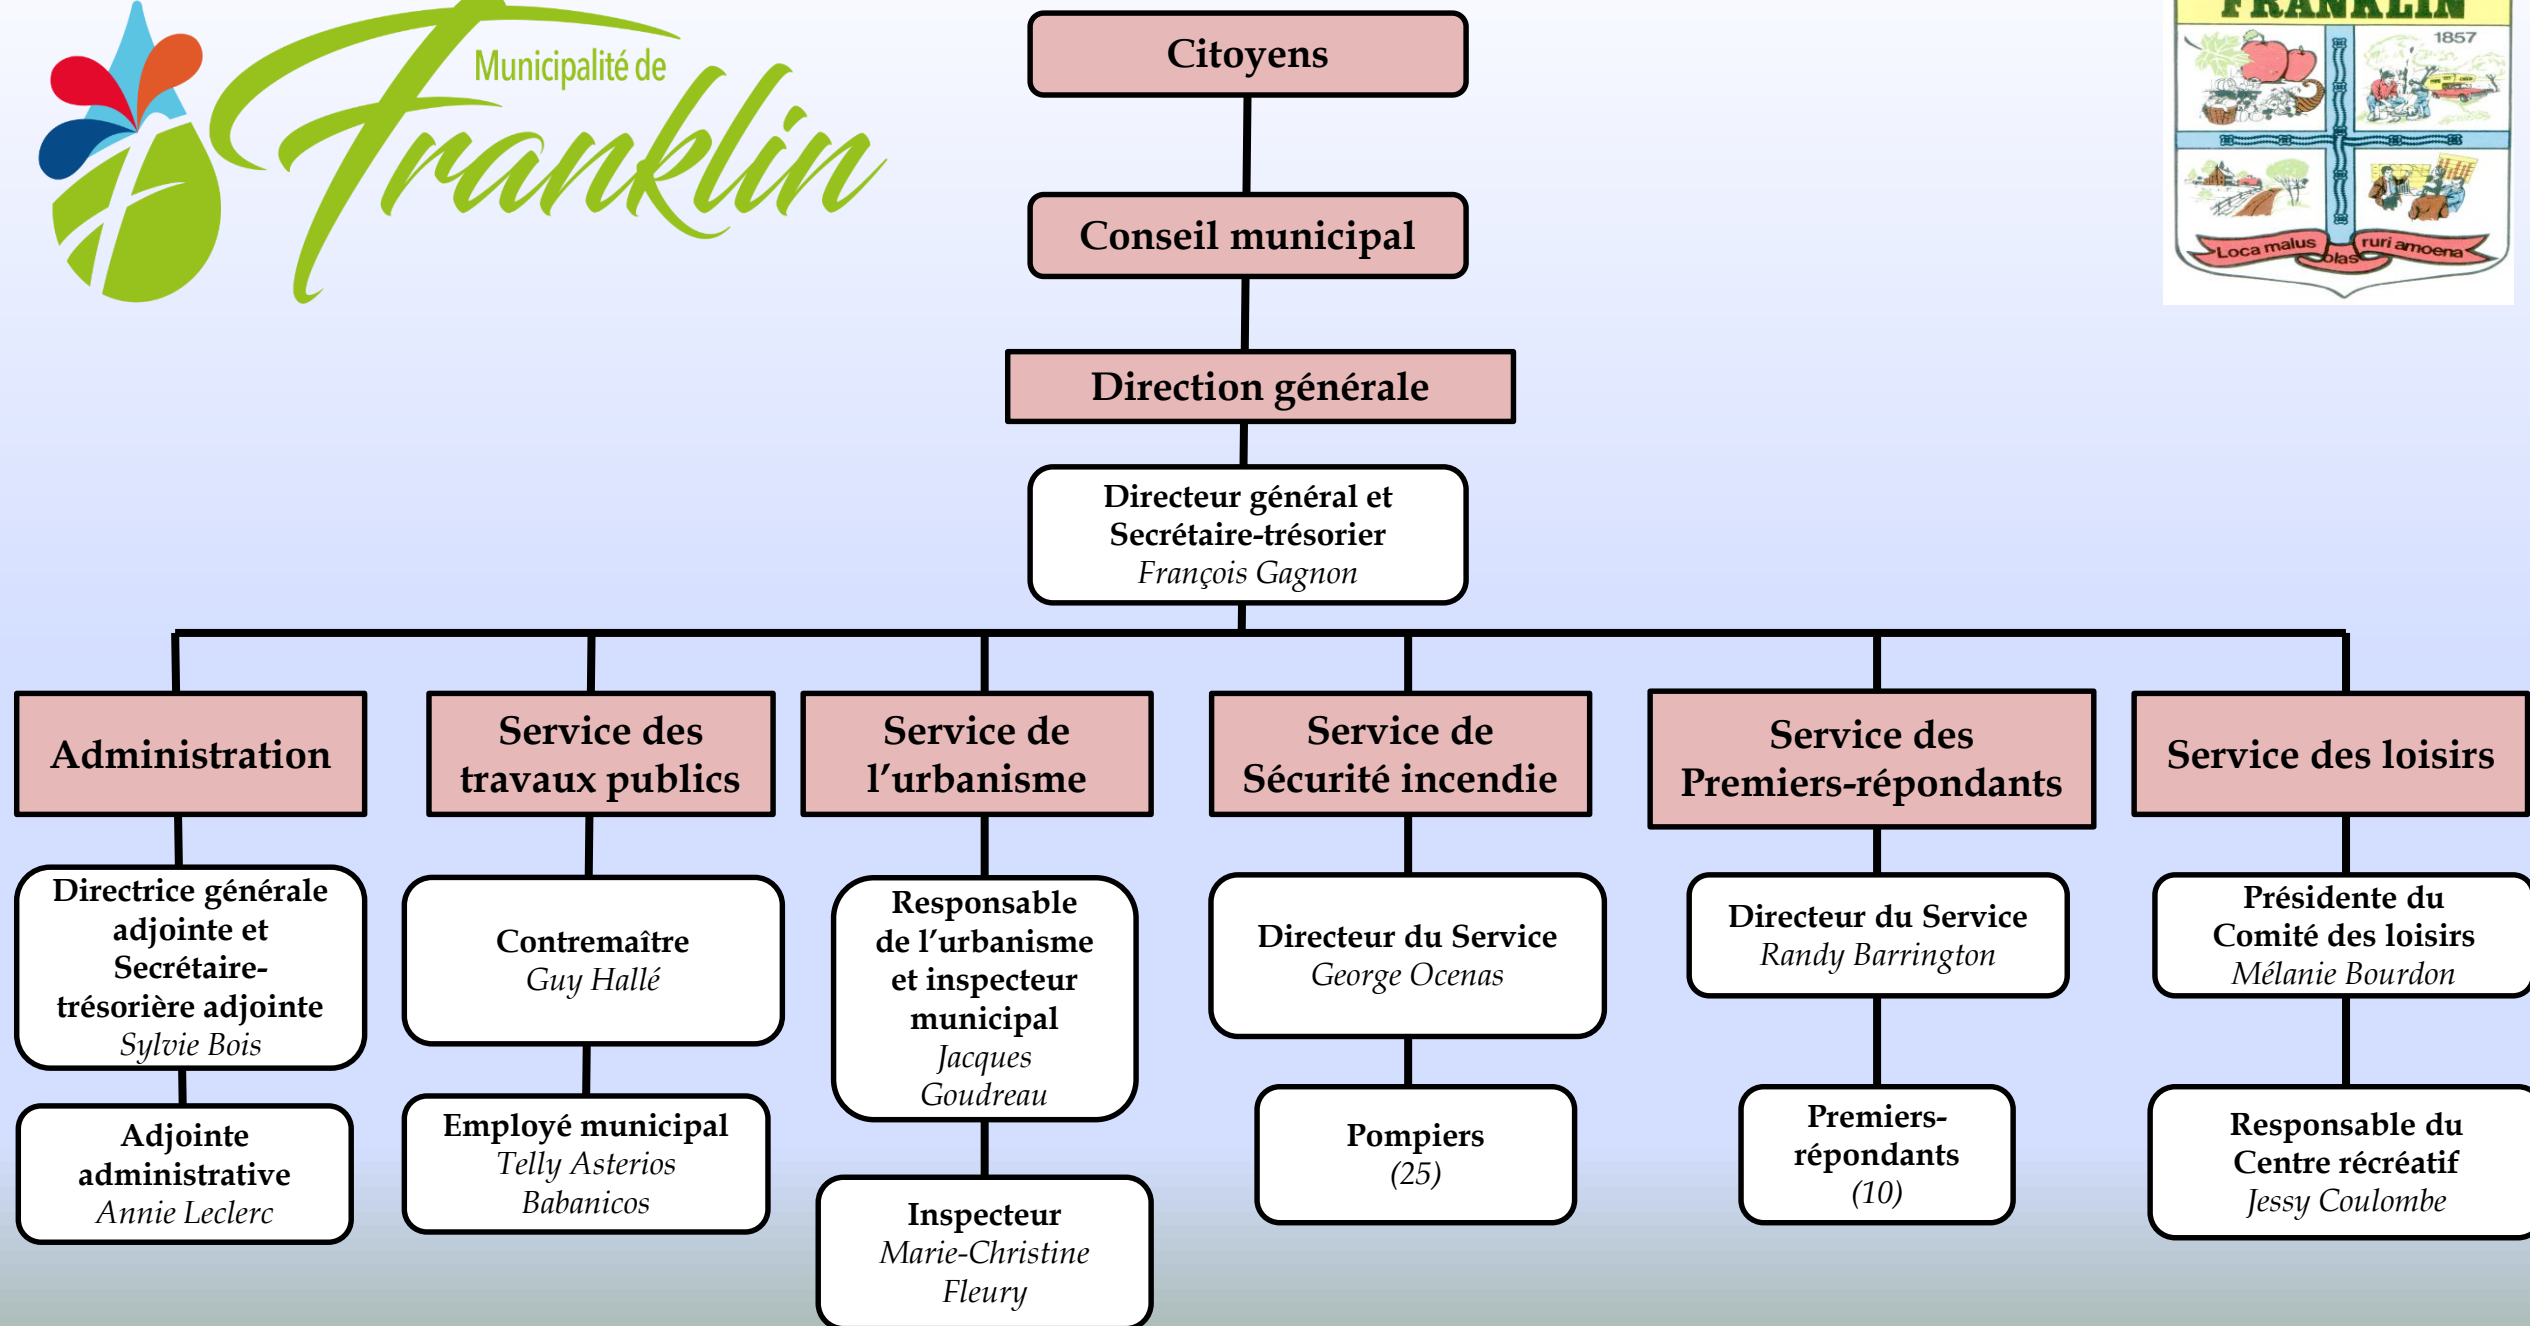 Municipalité de
Franklin
FRANKLIN
1857
Loca malus
ruri amoena
Citoyens
Conseil municipal
Direction générale
Directeur général et
Secrétaire-trésorier
François Gagnon
Administration
Directrice générale
adjointe et
Secrétaire-
trésorière adjointe
Sylvie Bois
Adjointe
administrative
Annie Leclerc
Service des
travaux publics
Contremaître
Guy Hallé
Employé municipal
Telly Asterios
Babanicos
Service de
l’urbanisme
Responsable
de l’urbanisme
et inspecteur
municipal
Jacques
Goudreau
Inspecteur
Marie-Christine
Fleury
Service de
Sécurité incendie
Directeur du Service
George Ocenas
Pompiers
(25)
Service des
Premiers-répondants
Directeur du Service
Randy Barrington
Premiers-
répondants
(10)
Service des loisirs
Présidente du
Comité des loisirs
Mélanie Bourdon
Responsable du
Centre récréatif
Jessy Coulombe